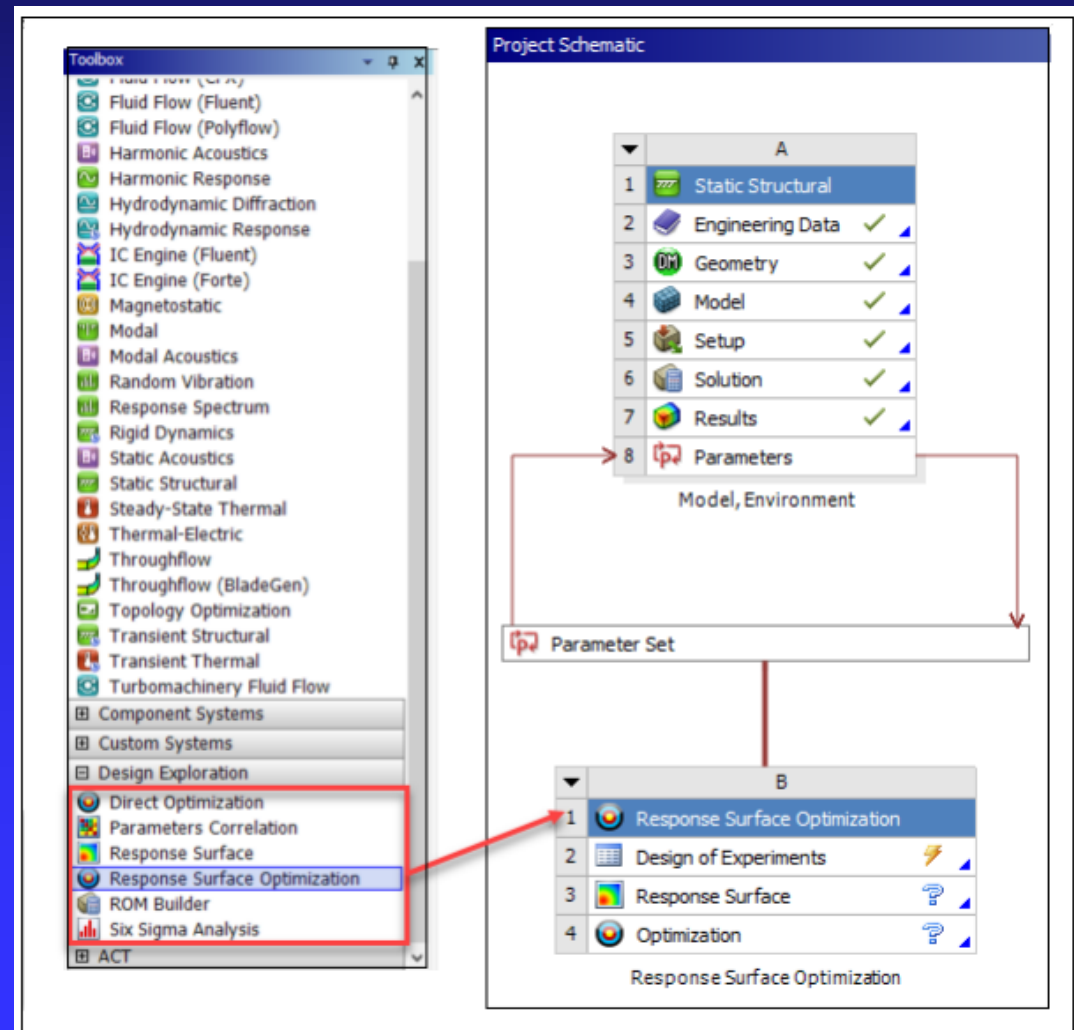 Toolbox
Fluid Flow (CFX)
Fluid Flow (Fluent)
Fluid Flow (Polyflow)
Harmonic Acoustics
Harmonic Response
Hydrodynamic Diffraction
Hydrodynamic Response
IC Engine (Fluent)
IC Engine (Forte)
Magnetostatic
Modal
Modal Acoustics
Random Vibration
Response Spectrum
Rigid Dynamics
Static Acoustics
Static Structural
Steady-State Thermal
Thermal-Electric
Throughflow
Throughflow (BladeGen)
Topology Optimization
Transient Structural
Transient Thermal
Turbomachinery Fluid Flow
Component Systems
Custom Systems
Design Exploration
Direct Optimization
Parameters Correlation
Response Surface
Response Surface Optimization
ROM Builder
Six Sigma Analysis
ACT
Project Schematic
A
1 Static Structural
2 Engineering Data
3 DM Geometry
4 Model
5 Setup
6 Solution
7 Results
8 Parameters
Model, Environment
Parameter Set
B
1 Response Surface Optimization
2 Design of Experiments
3 Response Surface
4 Optimization
Response Surface Optimization